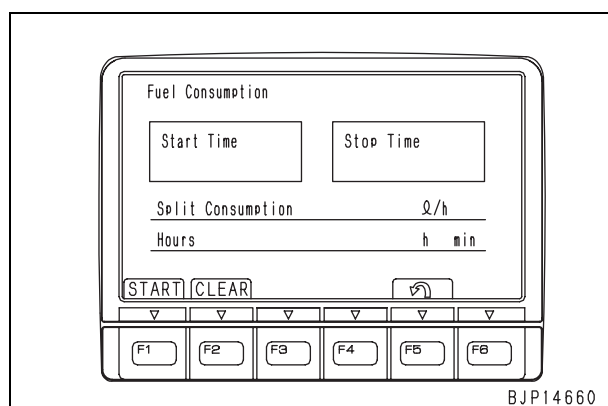 Fuel Consumption
Start Time Stop Time
Split Consumption ℓ/h
Hours h min
START CLEAR
F1 F2 F3 F4 F5 F6
BJP14660